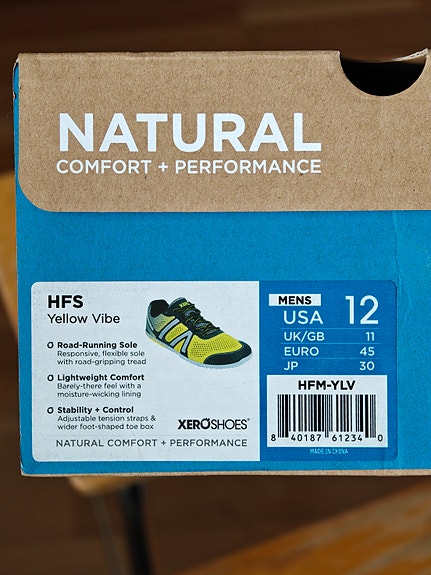 NATURAL
COMFORT + PERFORMANCE
HFS
Yellow Vibe
Road-Running Sole
Responsive, flexible sole
with road-gripping tread
Lightweight Comfort
Barely-there feel with a
moisture-wicking lining
Stability + Control
Adjustable tension straps &
wider foot-shaped toe box
XEROSHOES
NATURAL COMFORT + PERFORMANCE
MENS
USA 12
UK/GB 11
EURO 45
JP 30
HFM-YLV
8 40187 61234 0
MADE IN CHINA